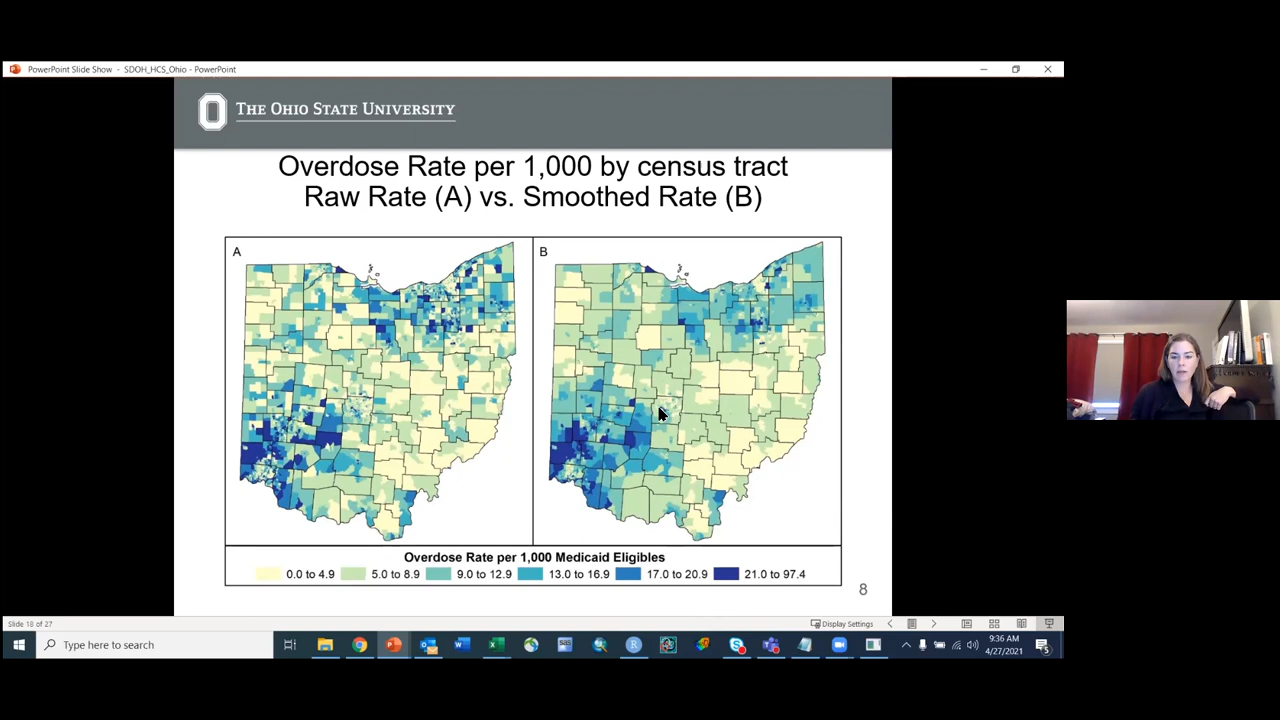 PowerPoint Slide Show - SDOH_HCS_Ohio - PowerPoint
THE OHIO STATE UNIVERSITY
Overdose Rate per 1,000 by census tract
Raw Rate (A) vs. Smoothed Rate (B)
A
B
Overdose Rate per 1,000 Medicaid Eligibles
0.0 to 4.9 5.0 to 8.9 9.0 to 12.9 13.0 to 16.9 17.0 to 20.9 21.0 to 97.4
8
Slide 18 of 27
Display Settings
Type here to search
9:36 AM
4/27/2021
5